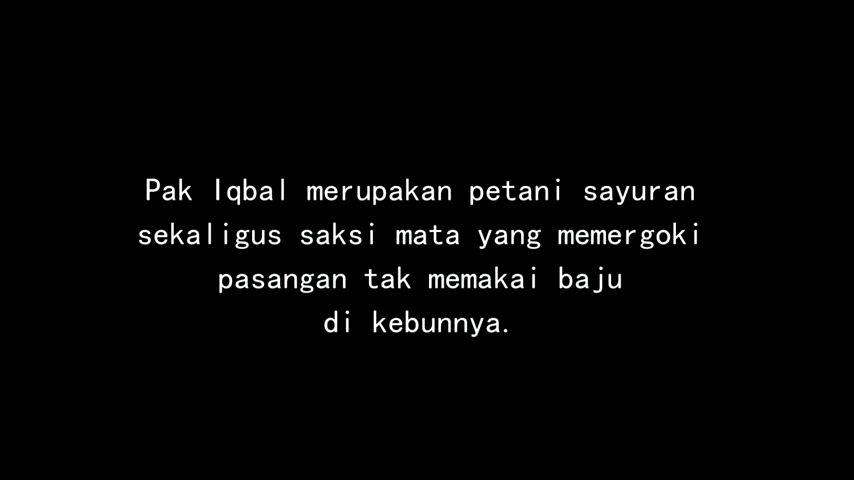 Pak Iqbal merupakan petani sayuran
sekaligus saksi mata yang memergoki
pasangan tak memakai baju
di kebunnya.